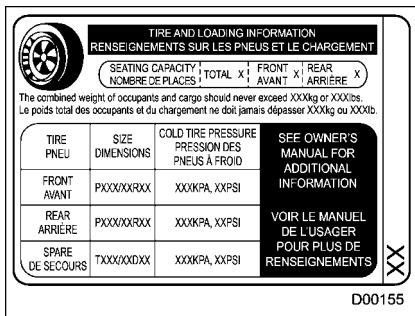 TIRE AND LOADING INFORMATION
RENSEIGNEMENTS SUR LES PNEUS ET LE CHARGEMENT
SEATING CAPACITY
NOMBRE DE PLACES
TOTAL X
FRONT
AVANT
X
REAR
ARRIÈRE
X
The combined weight of occupants and cargo should never exceed XXXkg or XXXlbs.
Le poids total des occupants et du chargement ne doit jamais dépasser XXXkg ou XXXlb.
TIRE
PNEU
SIZE
DIMENSIONS
COLD TIRE PRESSURE
PRESSION DES
PNEUS À FROID
FRONT
AVANT
PXXX/XXRXX
XXXKPA, XXPSI
REAR
ARRIÈRE
PXXX/XXRXX
XXXKPA, XXPSI
SPARE
DE SECOURS
TXXX/XXDXX
XXXKPA, XXPSI
SEE OWNER'S
MANUAL FOR
ADDITIONAL
INFORMATION
VOIR LE MANUEL
DE L'USAGER
POUR PLUS DE
RENSEIGNEMENTS
XX
D00155